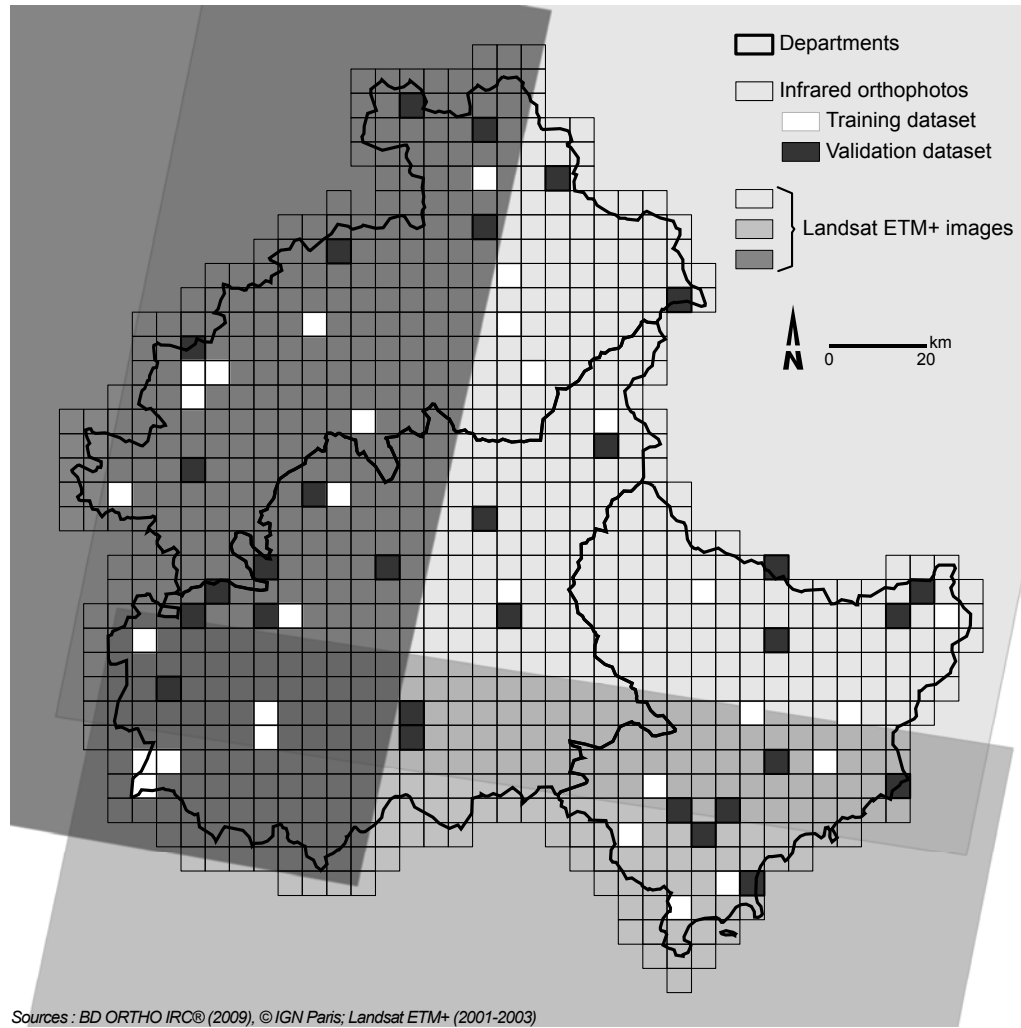 Departments
Infrared orthophotos
Training dataset
Validation dataset
Landsat ETM+ images
N
km
0 20
Sources : BD ORTHO IRC® (2009), © IGN Paris; Landsat ETM+ (2001-2003)